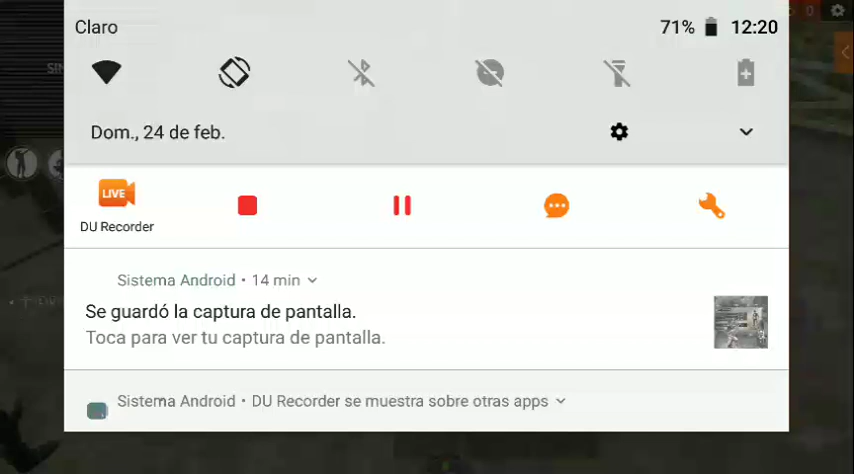 Claro
71% 12:20
Dom., 24 de feb.
LIVE
DU Recorder
Sistema Android · 14 min
Se guardó la captura de pantalla.
Toca para ver tu captura de pantalla.
Sistema Android · DU Recorder se muestra sobre otras apps